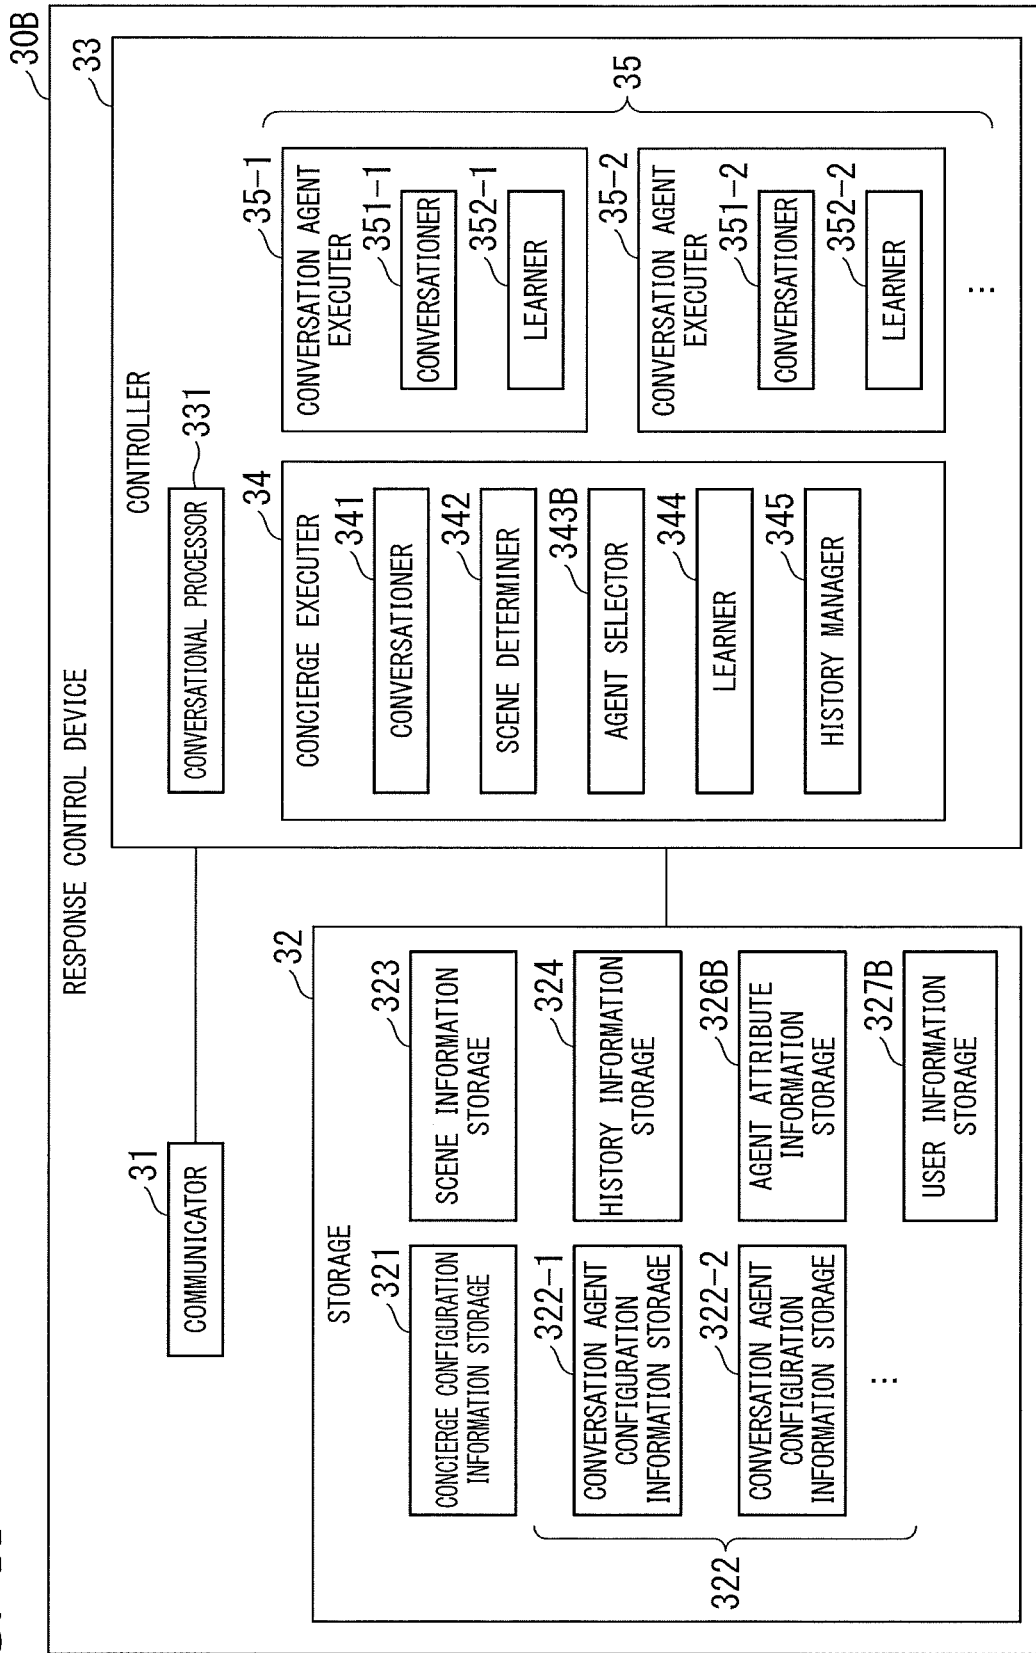 30B
RESPONSE CONTROL DEVICE
31
COMMUNICATOR
32
STORAGE
321
CONCIERGE CONFIGURATION
INFORMATION STORAGE
322-1
CONVERSATION AGENT
CONFIGURATION
INFORMATION STORAGE
322-2
CONVERSATION AGENT
CONFIGURATION
INFORMATION STORAGE
...
322
323
SCENE INFORMATION
STORAGE
324
HISTORY INFORMATION
STORAGE
326B
AGENT ATTRIBUTE
INFORMATION
STORAGE
327B
USER INFORMATION
STORAGE
33
CONTROLLER
331
CONVERSATIONAL PROCESSOR
34
CONCIERGE EXECUTER
341
CONVERSATIONER
342
SCENE DETERMINER
343B
AGENT SELECTOR
344
LEARNER
345
HISTORY MANAGER
35-1
CONVERSATION AGENT
EXECUTER
351-1
CONVERSATIONER
352-1
LEARNER
35-2
CONVERSATION AGENT
EXECUTER
351-2
CONVERSATIONER
352-2
LEARNER
...
35